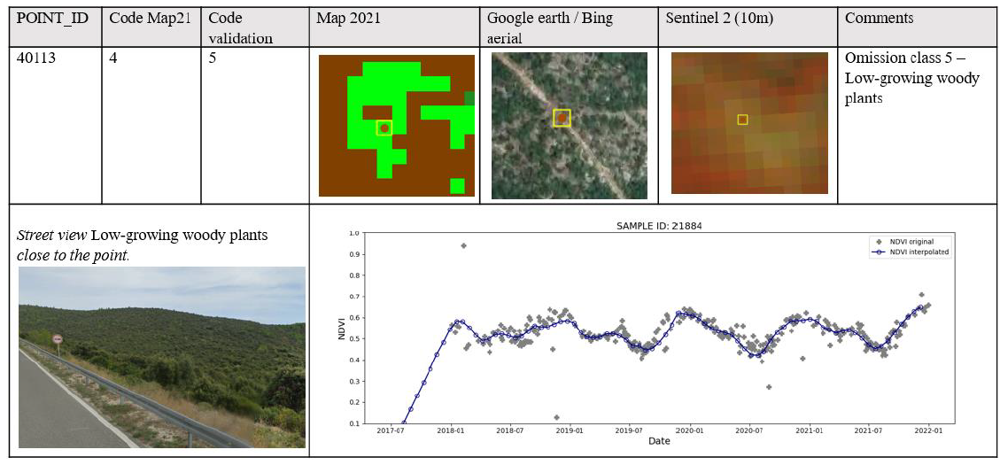 POINT_ID
Code Map21
Code
validation
Map 2021
Google earth / Bing
aerial
Sentinel 2 (10m)
Comments
40113
4
5
Omission class 5 –
Low-growing woody
plants
Street view Low-growing woody plants
close to the point.
SAMPLE ID: 21884
NDVI original
NDVI interpolated
NDVI
1.0
0.9
0.8
0.7
0.6
0.5
0.4
0.3
0.2
0.1
2017-07
2018-01
2018-07
2019-01
2019-07
2020-01
2020-07
2021-01
2021-07
2022-01
Date